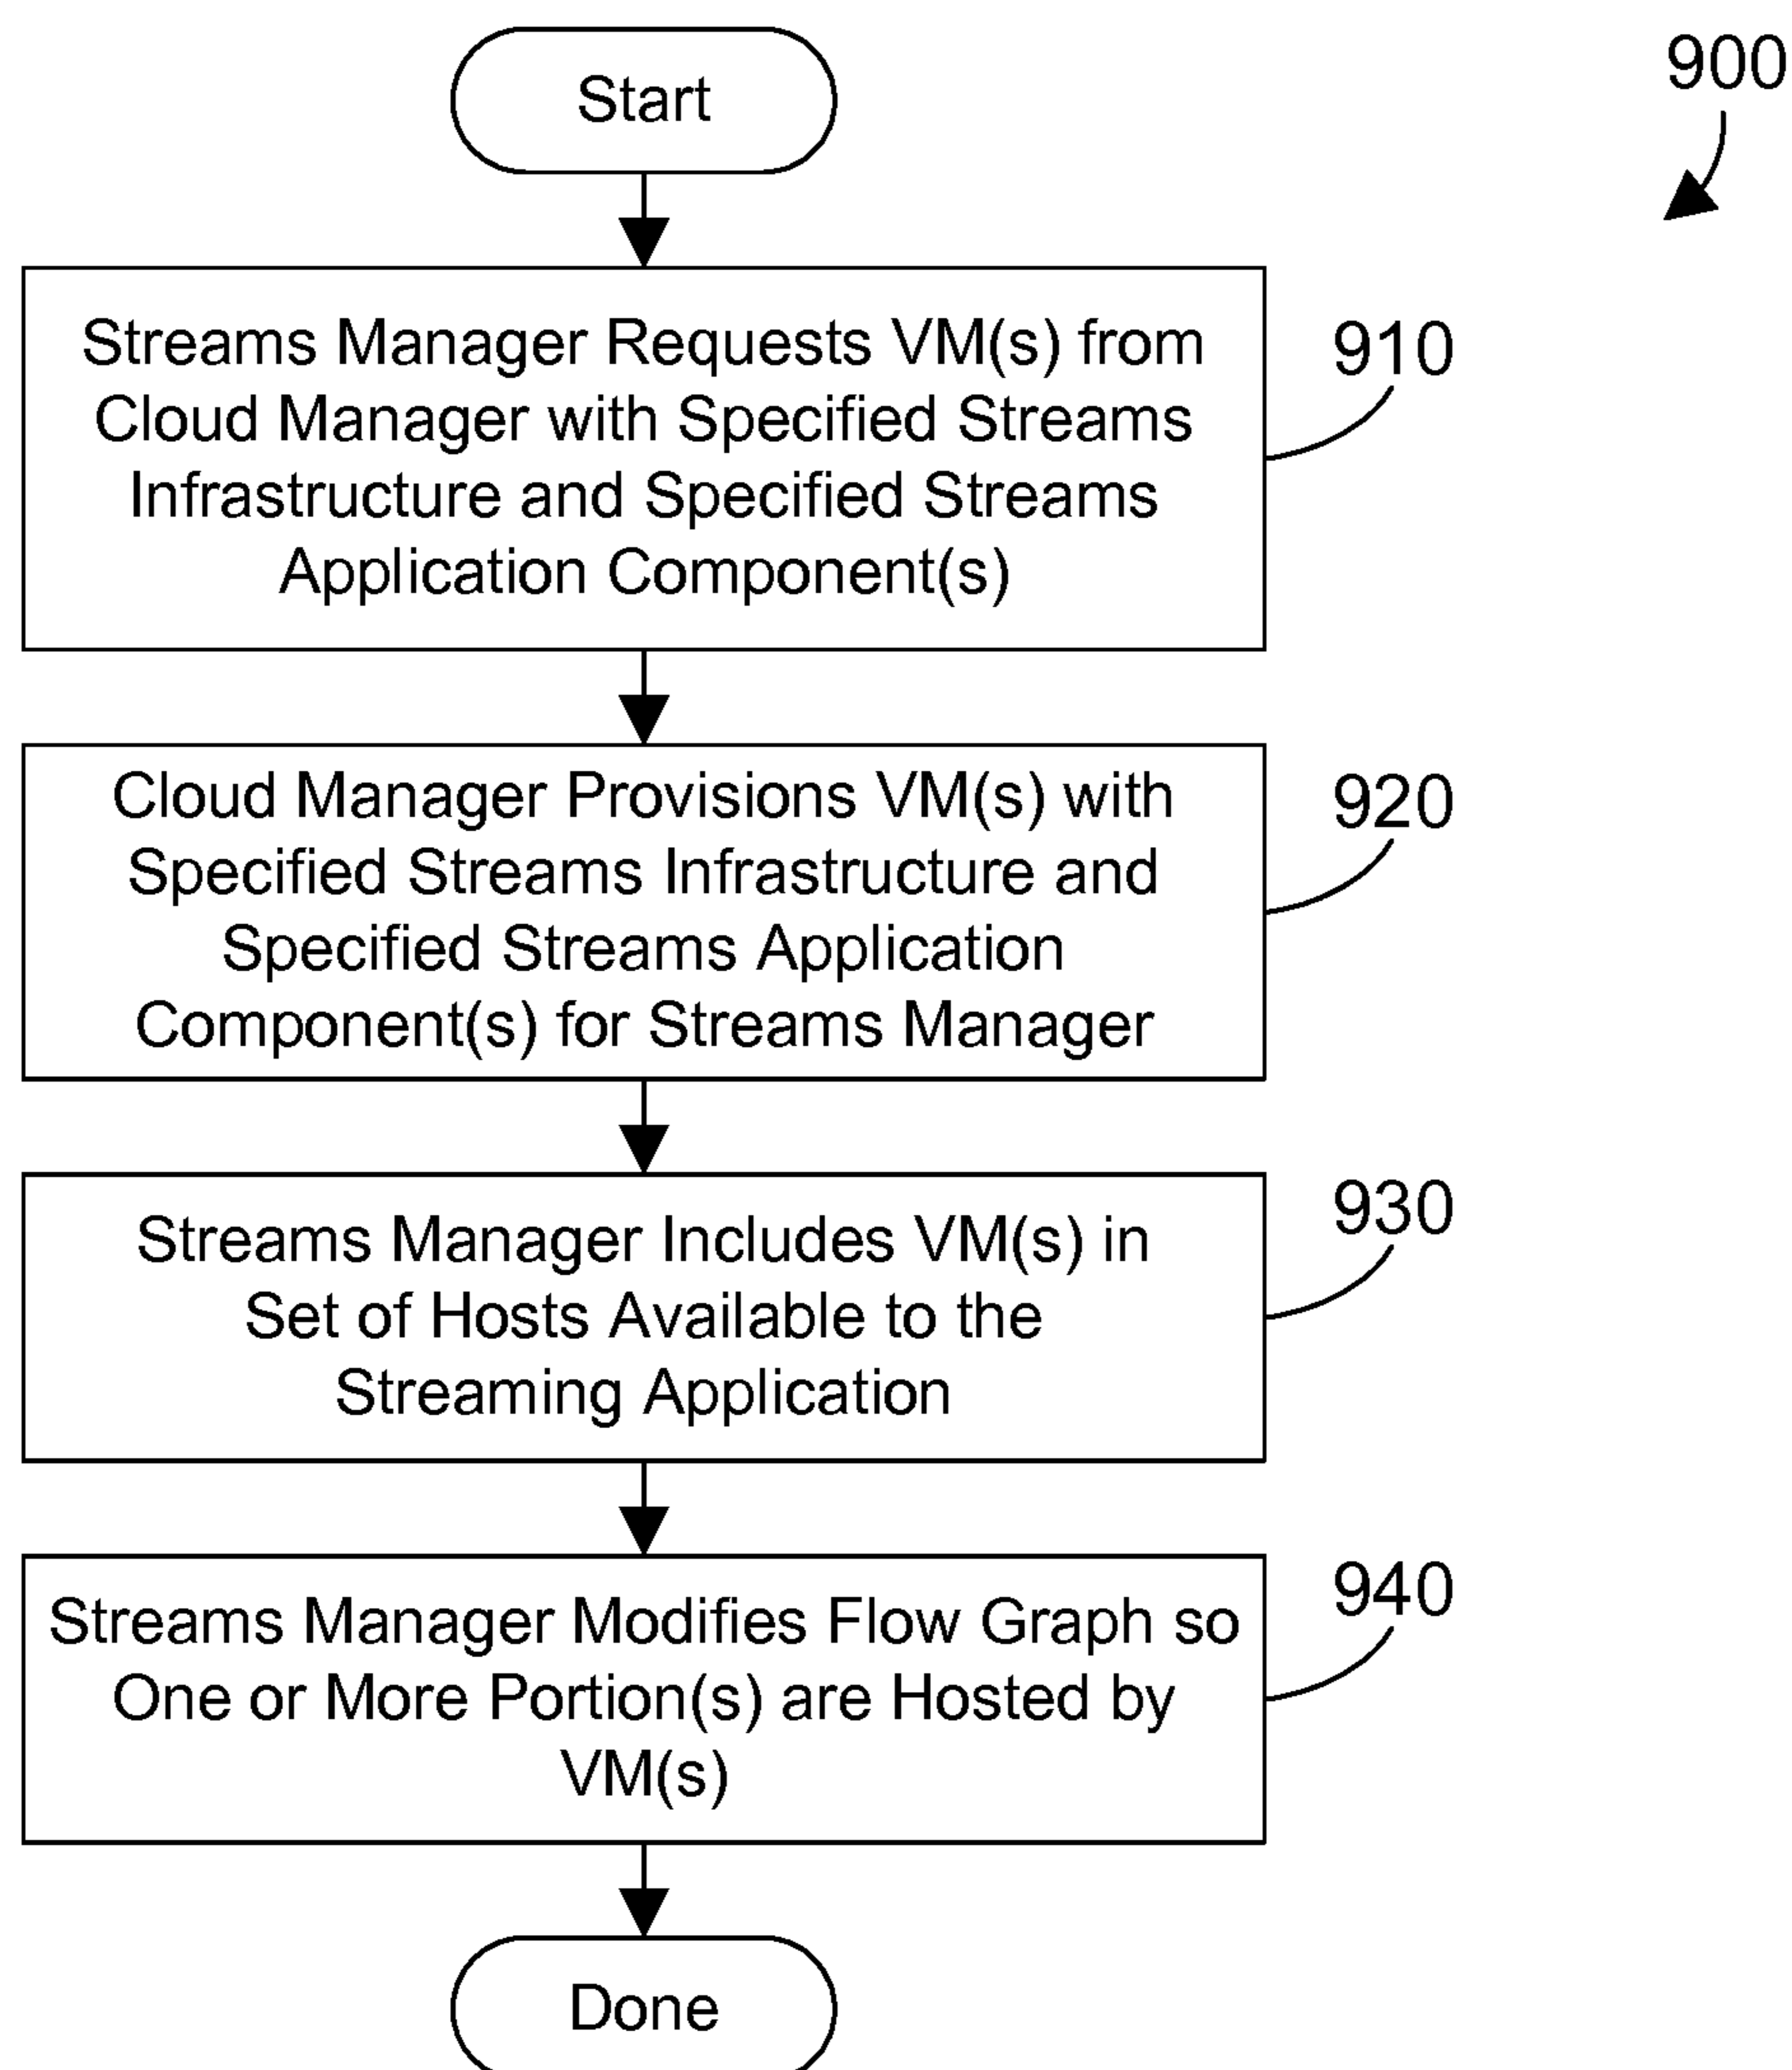 Start
900
Streams Manager Requests VM(s) from
Cloud Manager with Specified Streams
Infrastructure and Specified Streams
Application Component(s)
910
Cloud Manager Provisions VM(s) with
Specified Streams Infrastructure and
Specified Streams Application
Component(s) for Streams Manager
920
Streams Manager Includes VM(s) in
Set of Hosts Available to the
Streaming Application
930
Streams Manager Modifies Flow Graph so
One or More Portion(s) are Hosted by
VM(s)
940
Done